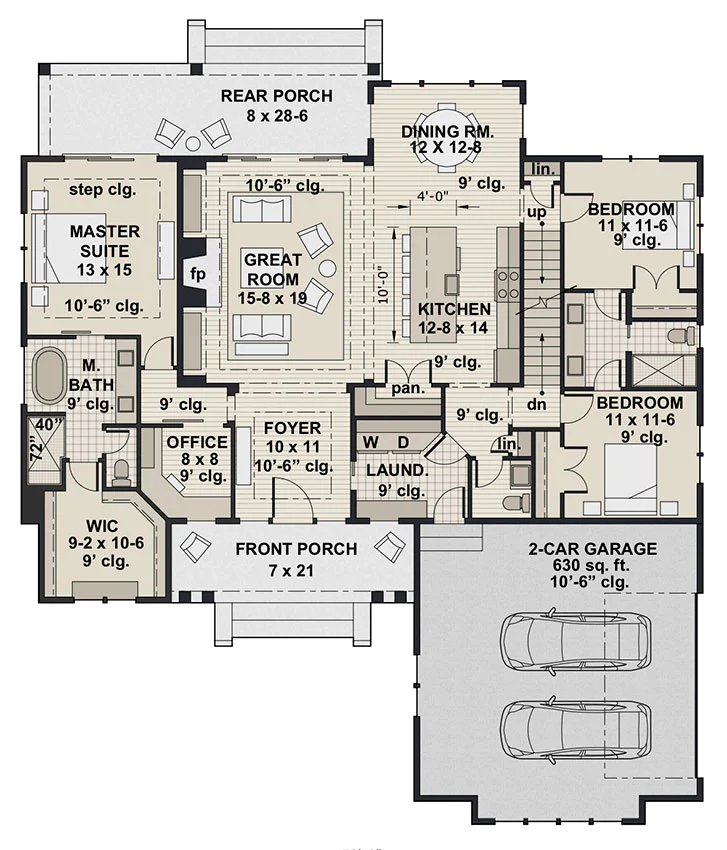 REAR PORCH
8 x 28-6
DINING RM.
12 X 12-8
9' clg.
lin.
step clg.
MASTER
SUITE
13 x 15
10'-6" clg.
10'-6" clg.
GREAT
ROOM
15-8 x 19
fp
4'-0"
10'-0"
KITCHEN
12-8 x 14
9' clg.
up
BEDROOM
11 x 11-6
9' clg.
M.
BATH
9' clg.
40"
72"
9' clg.
OFFICE
8 x 8
9' clg.
FOYER
10 x 11
10'-6" clg.
pan.
9' clg.
dn
BEDROOM
11 x 11-6
9' clg.
W D
LAUND.
9' clg.
lin.
WIC
9-2 x 10-6
9' clg.
FRONT PORCH
7 x 21
2-CAR GARAGE
630 sq. ft.
10'-6" clg.